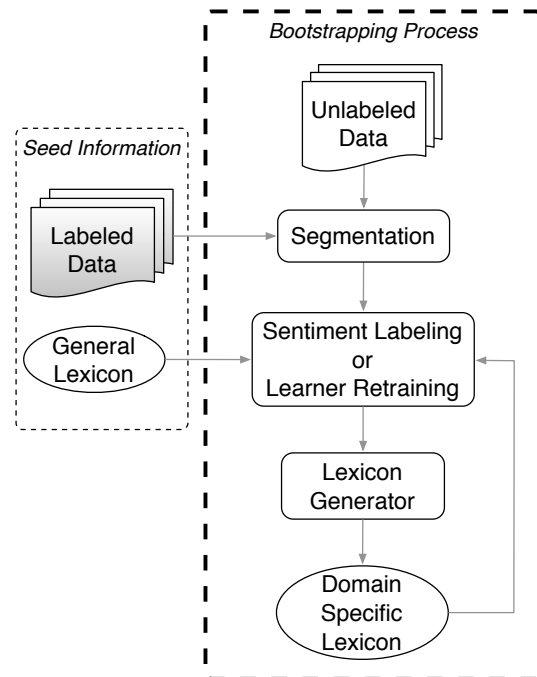 Bootstrapping Process
Unlabeled
Data
Seed Information
Labeled
Data
Segmentation
General
Lexicon
Sentiment Labeling
or
Learner Retraining
Lexicon
Generator
Domain
Specific
Lexicon